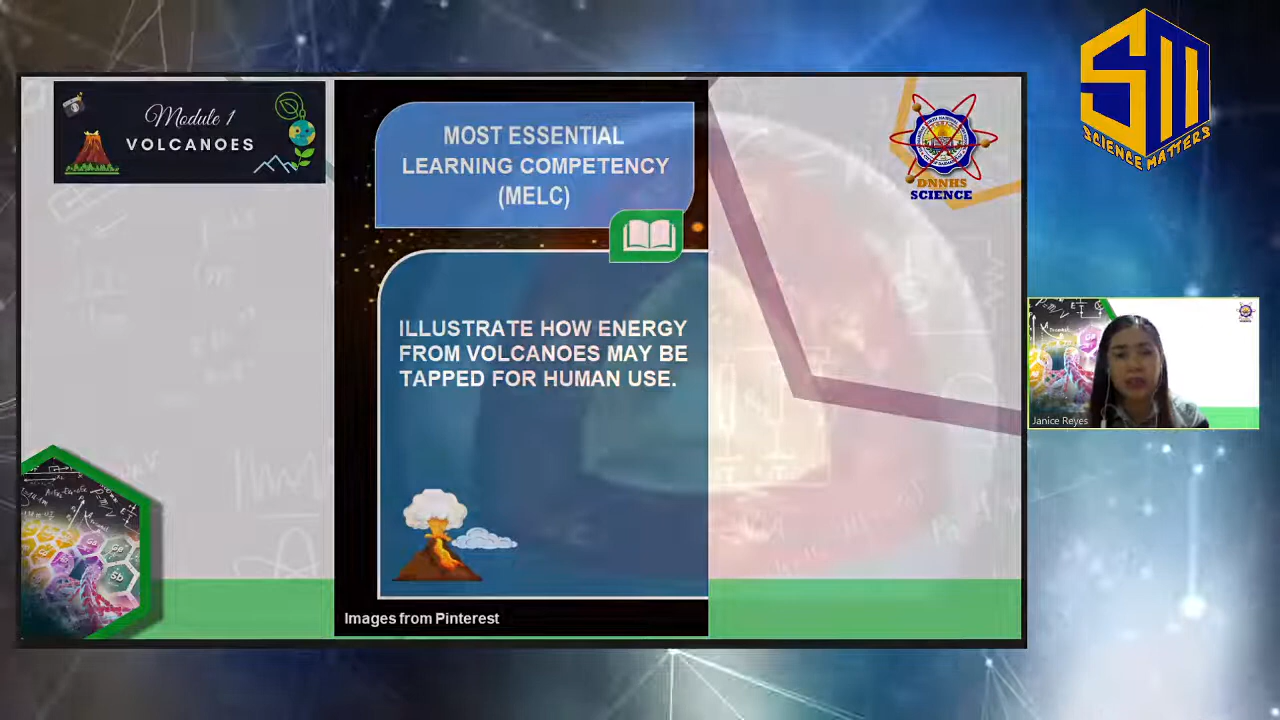 Module 1
VOLCANOES
MOST ESSENTIAL
LEARNING COMPETENCY
(MELC)
ILLUSTRATE HOW ENERGY
FROM VOLCANOES MAY BE
TAPPED FOR HUMAN USE.
Images from Pinterest
DNNHS
SCIENCE
SM
SCIENCE MATTERS
Janice Reyes